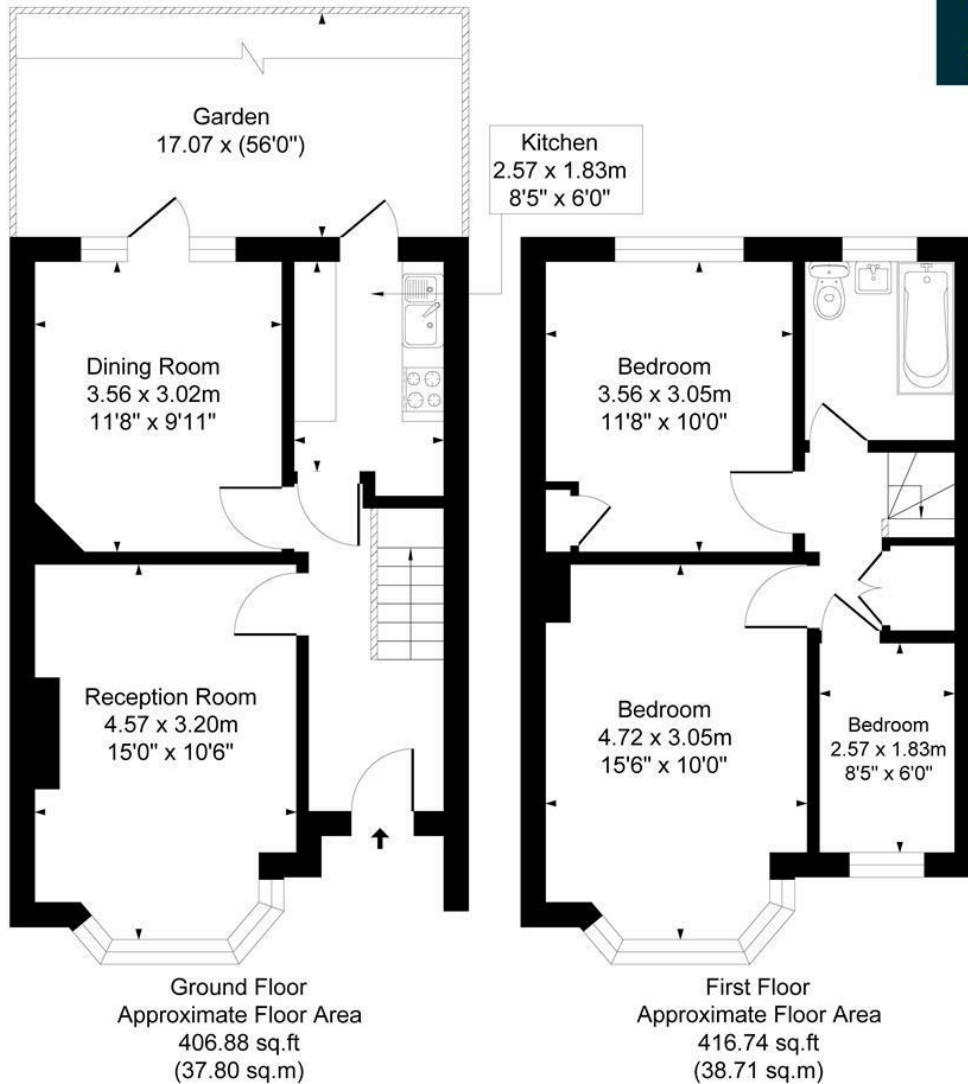 Garden
17.07 x (56'0")
Kitchen
2.57 x 1.83m
8'5" x 6'0"
Dining Room
3.56 x 3.02m
11'8" x 9'11"
Bedroom
3.56 x 3.05m
11'8" x 10'0"
Reception Room
4.57 x 3.20m
15'0" x 10'6"
Bedroom
4.72 x 3.05m
15'6" x 10'0"
Bedroom
2.57 x 1.83m
8'5" x 6'0"
Ground Floor
Approximate Floor Area
406.88 sq.ft
(37.80 sq.m)
First Floor
Approximate Floor Area
416.74 sq.ft
(38.71 sq.m)